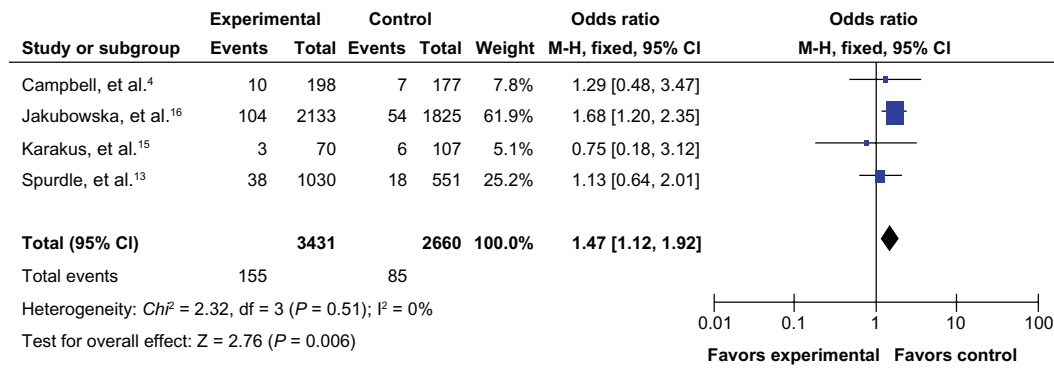 Experimental Control Odds ratio Odds ratio
Study or subgroup Events Total Events Total Weight M-H, fixed, 95% CI M-H, fixed, 95% CI
Campbell, et al.⁴ 10 198 7 177 7.8% 1.29 [0.48, 3.47]
Jakubowska, et al.¹⁶ 104 2133 54 1825 61.9% 1.68 [1.20, 2.35]
Karakus, et al.¹⁵ 3 70 6 107 5.1% 0.75 [0.18, 3.12]
Spurdle, et al.¹³ 38 1030 18 551 25.2% 1.13 [0.64, 2.01]
Total (95% CI) 3431 2660 100.0% 1.47 [1.12, 1.92]
Total events 155 85
Heterogeneity: Chi² = 2.32, df = 3 (P = 0.51); I² = 0%
Test for overall effect: Z = 2.76 (P = 0.006)
0.01 0.1 1 10 100
Favors experimental Favors control